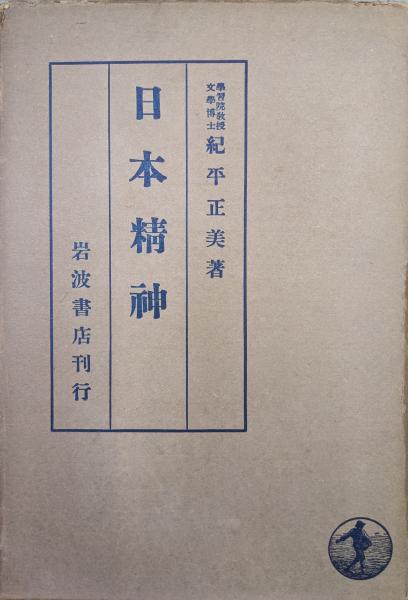 學習院敎授
文學博士
紀平正美著
日本精神
岩波書店刊行